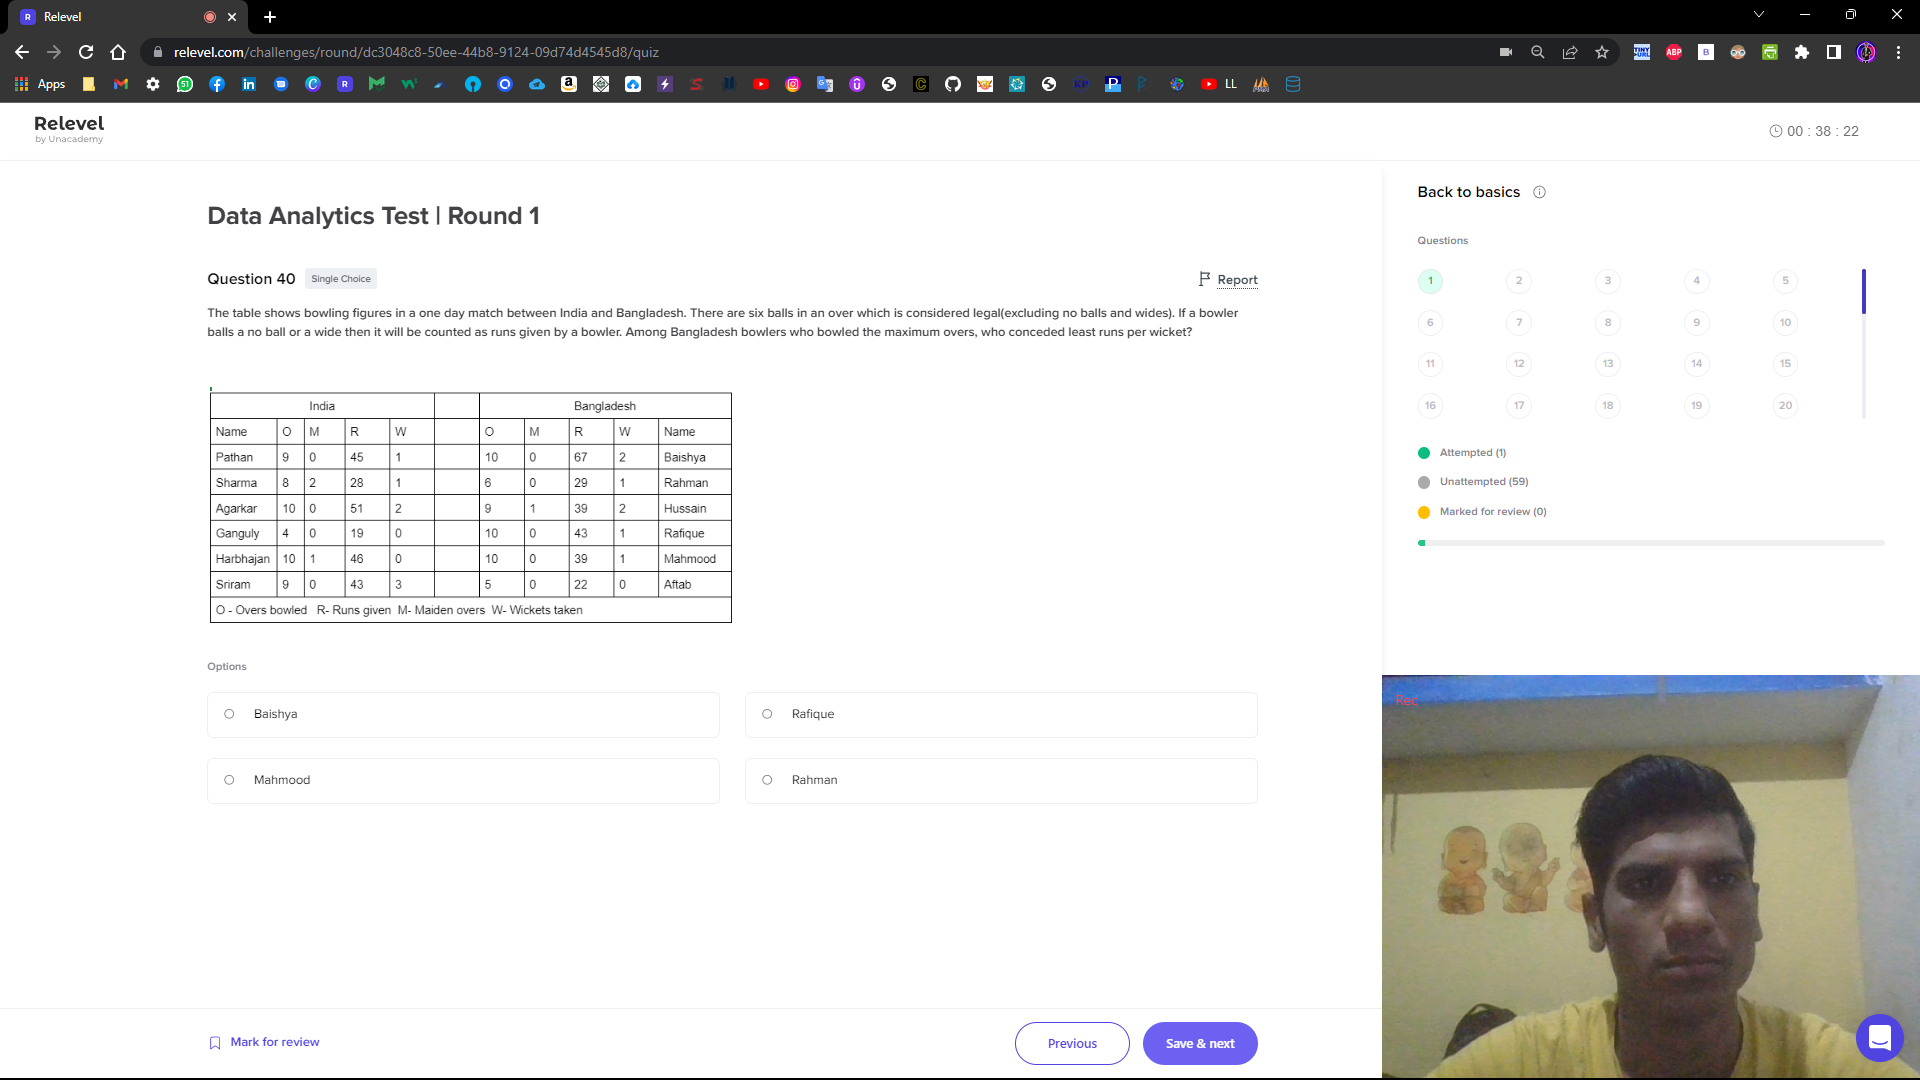 Relevel
relevel.com/challenges/round/dc3048c8-50ee-44b8-9124-09d74d4545d8/quiz
Apps
LL
Relevel
by Unacademy
00 : 38 : 22
Data Analytics Test | Round 1
Question 40 Single Choice
Report
The table shows bowling figures in a one day match between India and Bangladesh. There are six balls in an over which is considered legal(excluding no balls and wides). If a bowler
balls a no ball or a wide then it will be counted as runs given by a bowler. Among Bangladesh bowlers who bowled the maximum overs, who conceded least runs per wicket?
India Bangladesh
Name O M R W O M R W Name
Pathan 9 0 45 1 10 0 67 2 Baishya
Sharma 8 2 28 1 6 0 29 1 Rahman
Agarkar 10 0 51 2 9 1 39 2 Hussain
Ganguly 4 0 19 0 10 0 43 1 Rafique
Harbhajan 10 1 46 0 10 0 39 1 Mahmood
Sriram 9 0 43 3 5 0 22 0 Aftab
O - Overs bowled R- Runs given M- Maiden overs W- Wickets taken
Options
Baishya
Rafique
Mahmood
Rahman
Mark for review
Previous
Save & next
Back to basics
Questions
1 2 3 4 5
6 7 8 9 10
11 12 13 14 15
16 17 18 19 20
Attempted (1)
Unattempted (59)
Marked for review (0)
Rec